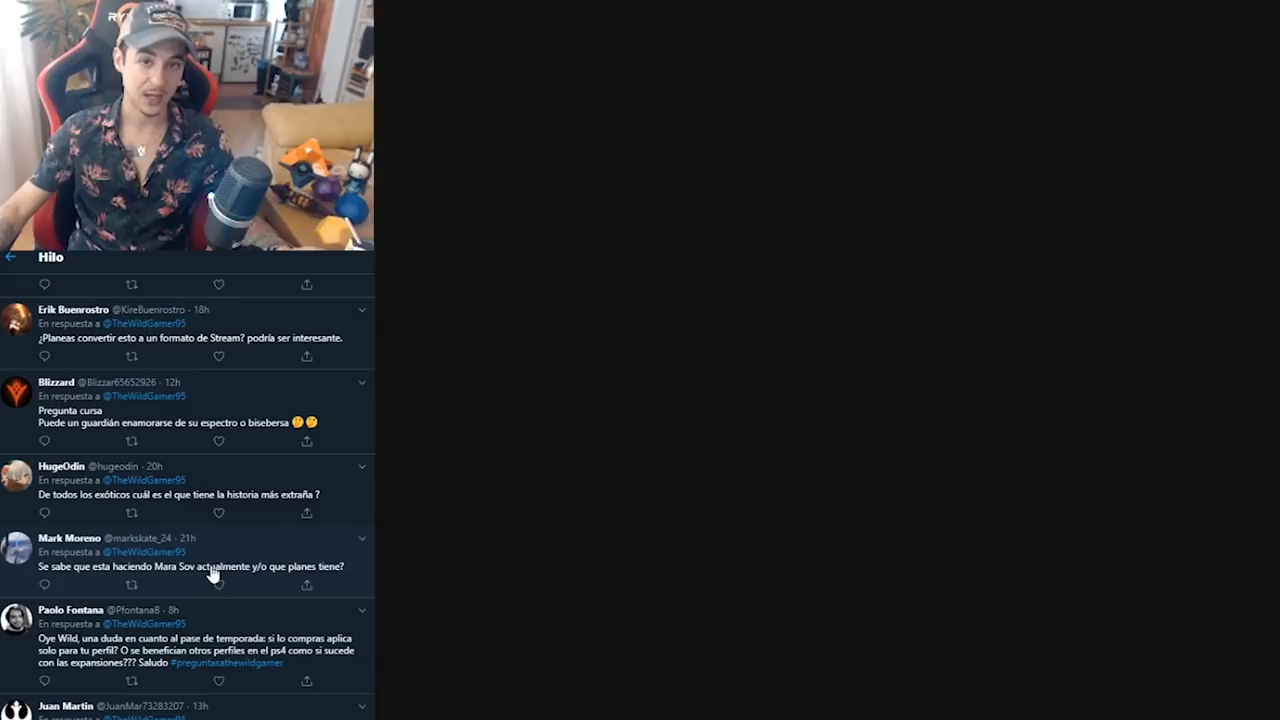 Hilo
Erik Buenrostro @KireBuenrostro · 18h
En respuesta a @TheWildGamer95
¿Planeas convertir esto a un formato de Stream? podría ser interesante.
Blizzard @Blizzar65652926 · 12h
En respuesta a @TheWildGamer95
Pregunta cursa
Puede un guardián enamorarse de su espectro o bisebersa 🤔🤔
HugeOdin @hugeodin · 20h
En respuesta a @TheWildGamer95
De todos los exóticos cuál es el que tiene la historia más extraña ?
Mark Moreno @markskate_24 · 21h
En respuesta a @TheWildGamer95
Se sabe que esta haciendo Mara Sov actualmente y/o que planes tiene?
Paolo Fontana @PfontanaB · 8h
En respuesta a @TheWildGamer95
Oye Wild, una duda en cuanto al pase de temporada: si lo compras aplica
solo para tu perfil? O se benefician otros perfiles en el ps4 como si sucede
con las expansiones??? Saludo #preguntasathewildgamer
Juan Martin @JuanMar73283207 · 13h
En respuesta a @TheWildGamer95